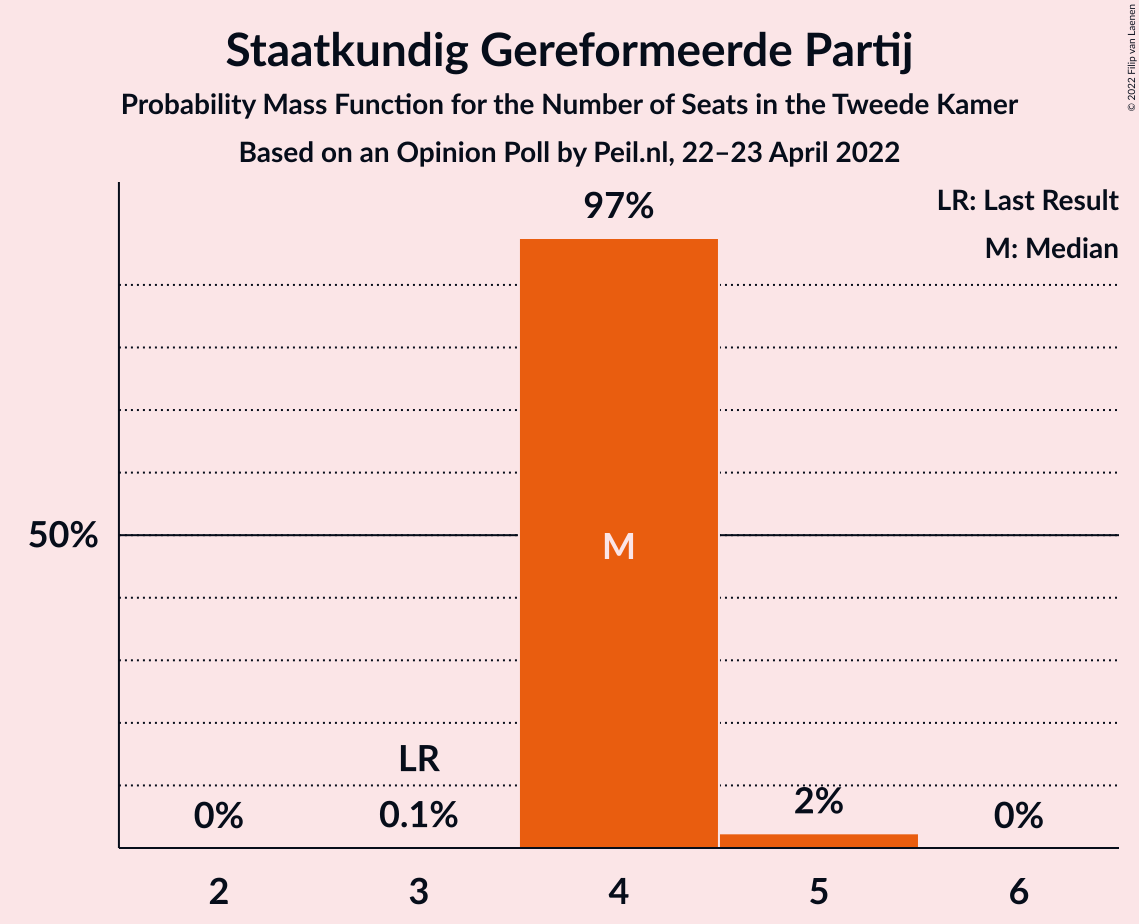 Staatkundig Gereformeerde Partij
Probability Mass Function for the Number of Seats in the Tweede Kamer
Based on an Opinion Poll by Peil.nl, 22–23 April 2022
© 2022 Filip van Laenen
LR: Last Result
M: Median
97%
50%
M
LR
0%
0.1%
2%
0%
2
3
4
5
6